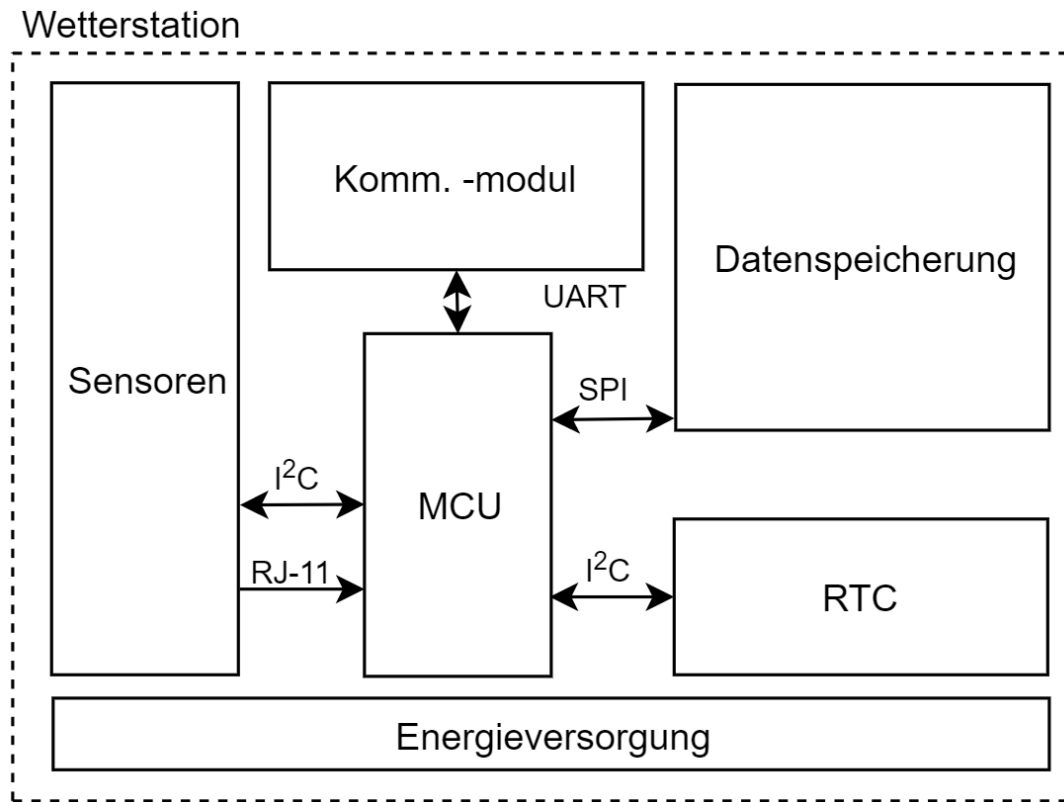 Wetterstation
Komm. -modul
Datenspeicherung
UART
Sensoren
SPI
I²C
MCU
RJ-11
I²C
RTC
Energieversorgung